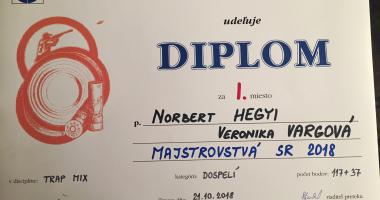 udeľuje
DIPLOM
za I. miesto
p. NORBERT HEGYI
VERONIKA VARGOVÁ
MAJSTROVSTVÁ SR 2018
v disciplíne: TRAP MIX kategória: DOSPELÍ počet bodov: 117+37
21.10.2018 riaditeľ preteku